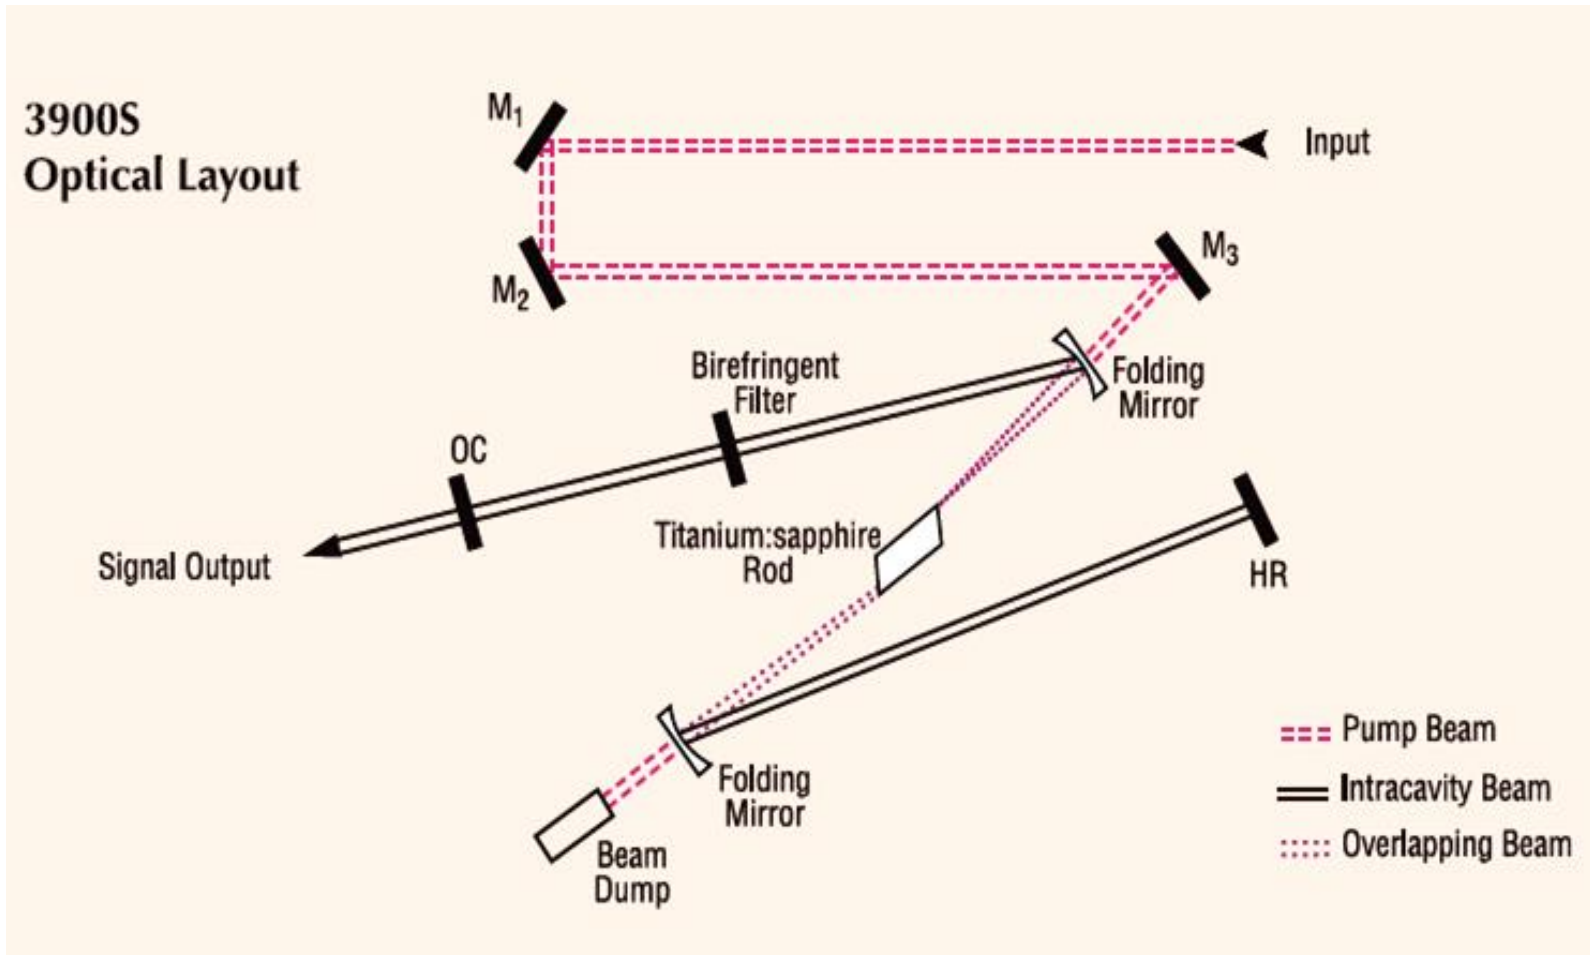 3900S
Optical Layout
M1
Input
M2
M3
Birefringent
Filter
Folding
Mirror
OC
Titanium:sapphire
Rod
Signal Output
HR
Folding
Mirror
Beam
Dump
Pump Beam
Intracavity Beam
Overlapping Beam